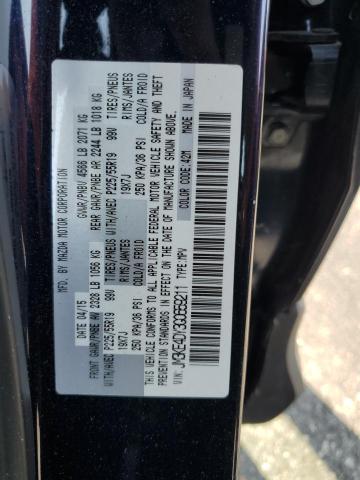 MFD. BY: MAZDA MOTOR CORPORATION MADE IN JAPAN
DATE 04/15 GVWR/PNBV 4566 LB 2071 KG
FRONT GAWR/PNBE AV 2328 LB 1056 KG REAR GAWR/PNBE AR 2244 LB 1018 KG
WITH/AVEC P225/55R19 99V TIRES/PNEUS WITH/AVEC P225/55R19 99V TIRES/PNEUS
19X7J RIMS/JANTES 19X7J RIMS/JANTES
250 KPA/36 PSI COLD/A FROID 250 KPA/36 PSI COLD/A FROID
THIS VEHICLE CONFORMS TO ALL APPLICABLE FEDERAL MOTOR VEHICLE SAFETY AND THEFT
PREVENTION STANDARDS IN EFFECT ON THE DATE OF MANUFACTURE SHOWN ABOVE.
TYPE: MPV COLOR CODE: 42M
VIN: